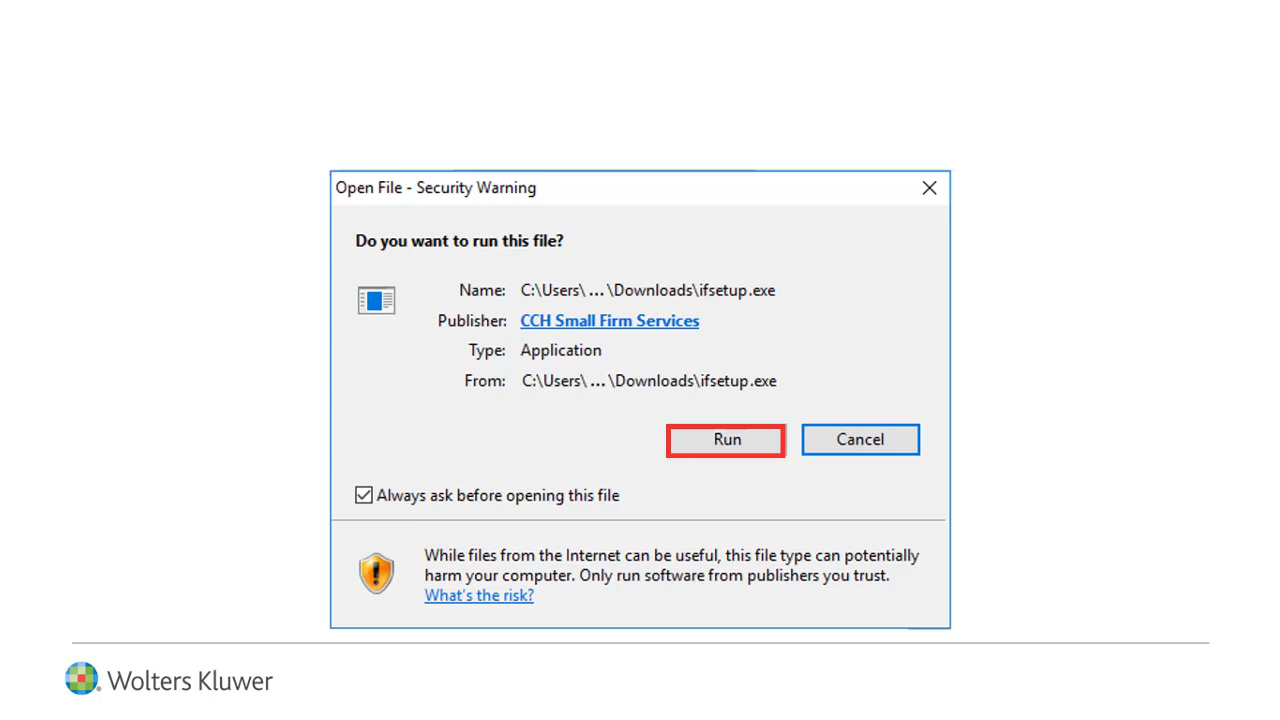 Open File - Security Warning
Do you want to run this file?
Name: C:\Users\ ... \Downloads\ifsetup.exe
Publisher: CCH Small Firm Services
Type: Application
From: C:\Users\ ... \Downloads\ifsetup.exe
Run Cancel
Always ask before opening this file
While files from the Internet can be useful, this file type can potentially
harm your computer. Only run software from publishers you trust.
What's the risk?
Wolters Kluwer